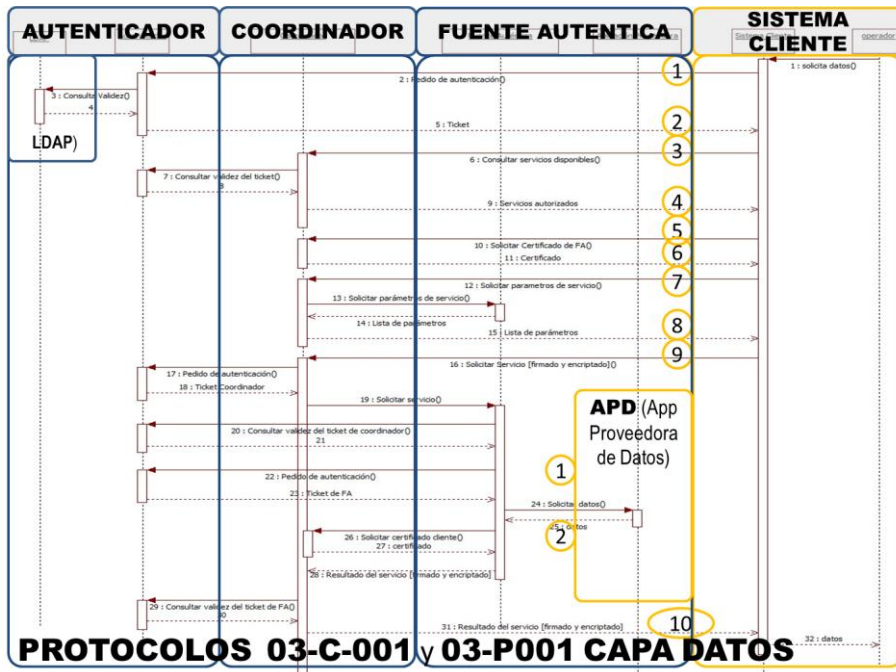 AUTENTICADOR
COORDINADOR
FUENTE AUTENTICA
SISTEMA
CLIENTE
Sistema Cliente
operador
1 : solicita datos()
1
2 : Pedido de autenticación()
3 : Consulta Validez()
4
5 : Ticket
2
LDAP)
3
6 : Consultar servicios disponibles()
7 : Consultar validez del ticket()
8
9 : Servicios autorizados
4
5
10 : Solicitar Certificado de FA()
6
11 : Certificado
7
12 : Solicitar parametros de servicio()
13 : Solicitar parámetros de servicio()
14 : Lista de parámetros
15 : Lista de parámetros
8
9
16 : Solicitar Servicio [firmado y encriptado]()
17 : Pedido de autenticación()
18 : Ticket Coordinador
19 : Solicitar servicio()
APD (App
Proveedora
de Datos)
20 : Consultar validez del ticket de coordinador()
21
1
22 : Pedido de autenticación()
23 : Ticket de FA
24 : Solicitar datos()
25 : datos
26 : Solicitar certificado cliente()
2
27 : certificado
28 : Resultado del servicio [firmado y encriptado]
29 : Consultar validez del ticket de FA()
30
31 : Resultado del servicio [firmado y encriptado]
10
32 : datos
PROTOCOLOS 03-C-001 y 03-P001 CAPA DATOS